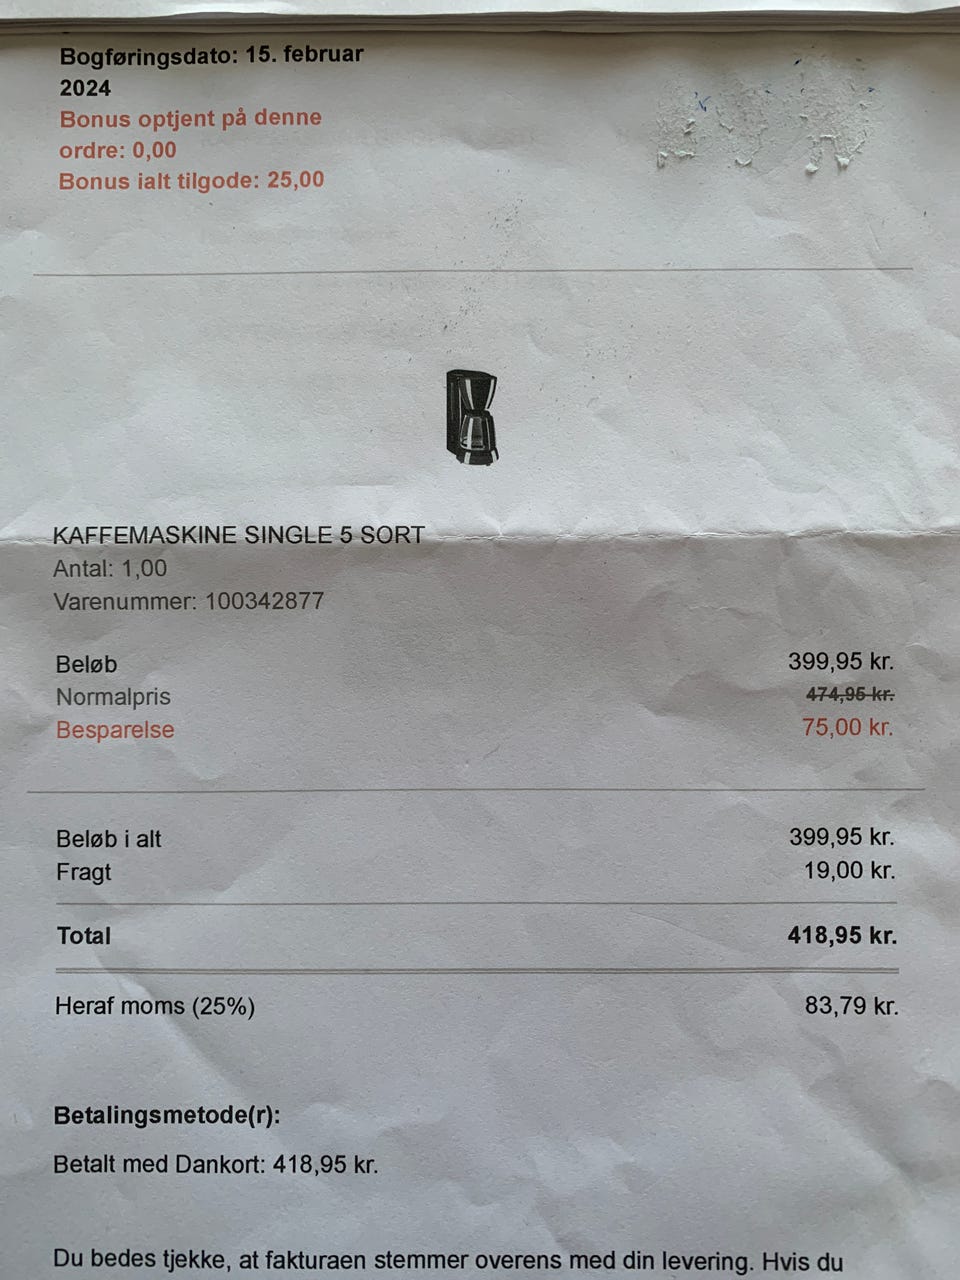 Bogføringsdato: 15. februar
2024
Bonus optjent på denne
ordre: 0,00
Bonus ialt tilgode: 25,00
KAFFEMASKINE SINGLE 5 SORT
Antal: 1,00
Varenummer: 100342877
Beløb 399,95 kr.
Normalpris 474,95 kr.
Besparelse 75,00 kr.
Beløb i alt 399,95 kr.
Fragt 19,00 kr.
Total 418,95 kr.
Heraf moms (25%) 83,79 kr.
Betalingsmetode(r):
Betalt med Dankort: 418,95 kr.
Du bedes tjekke, at fakturaen stemmer overens med din levering. Hvis du